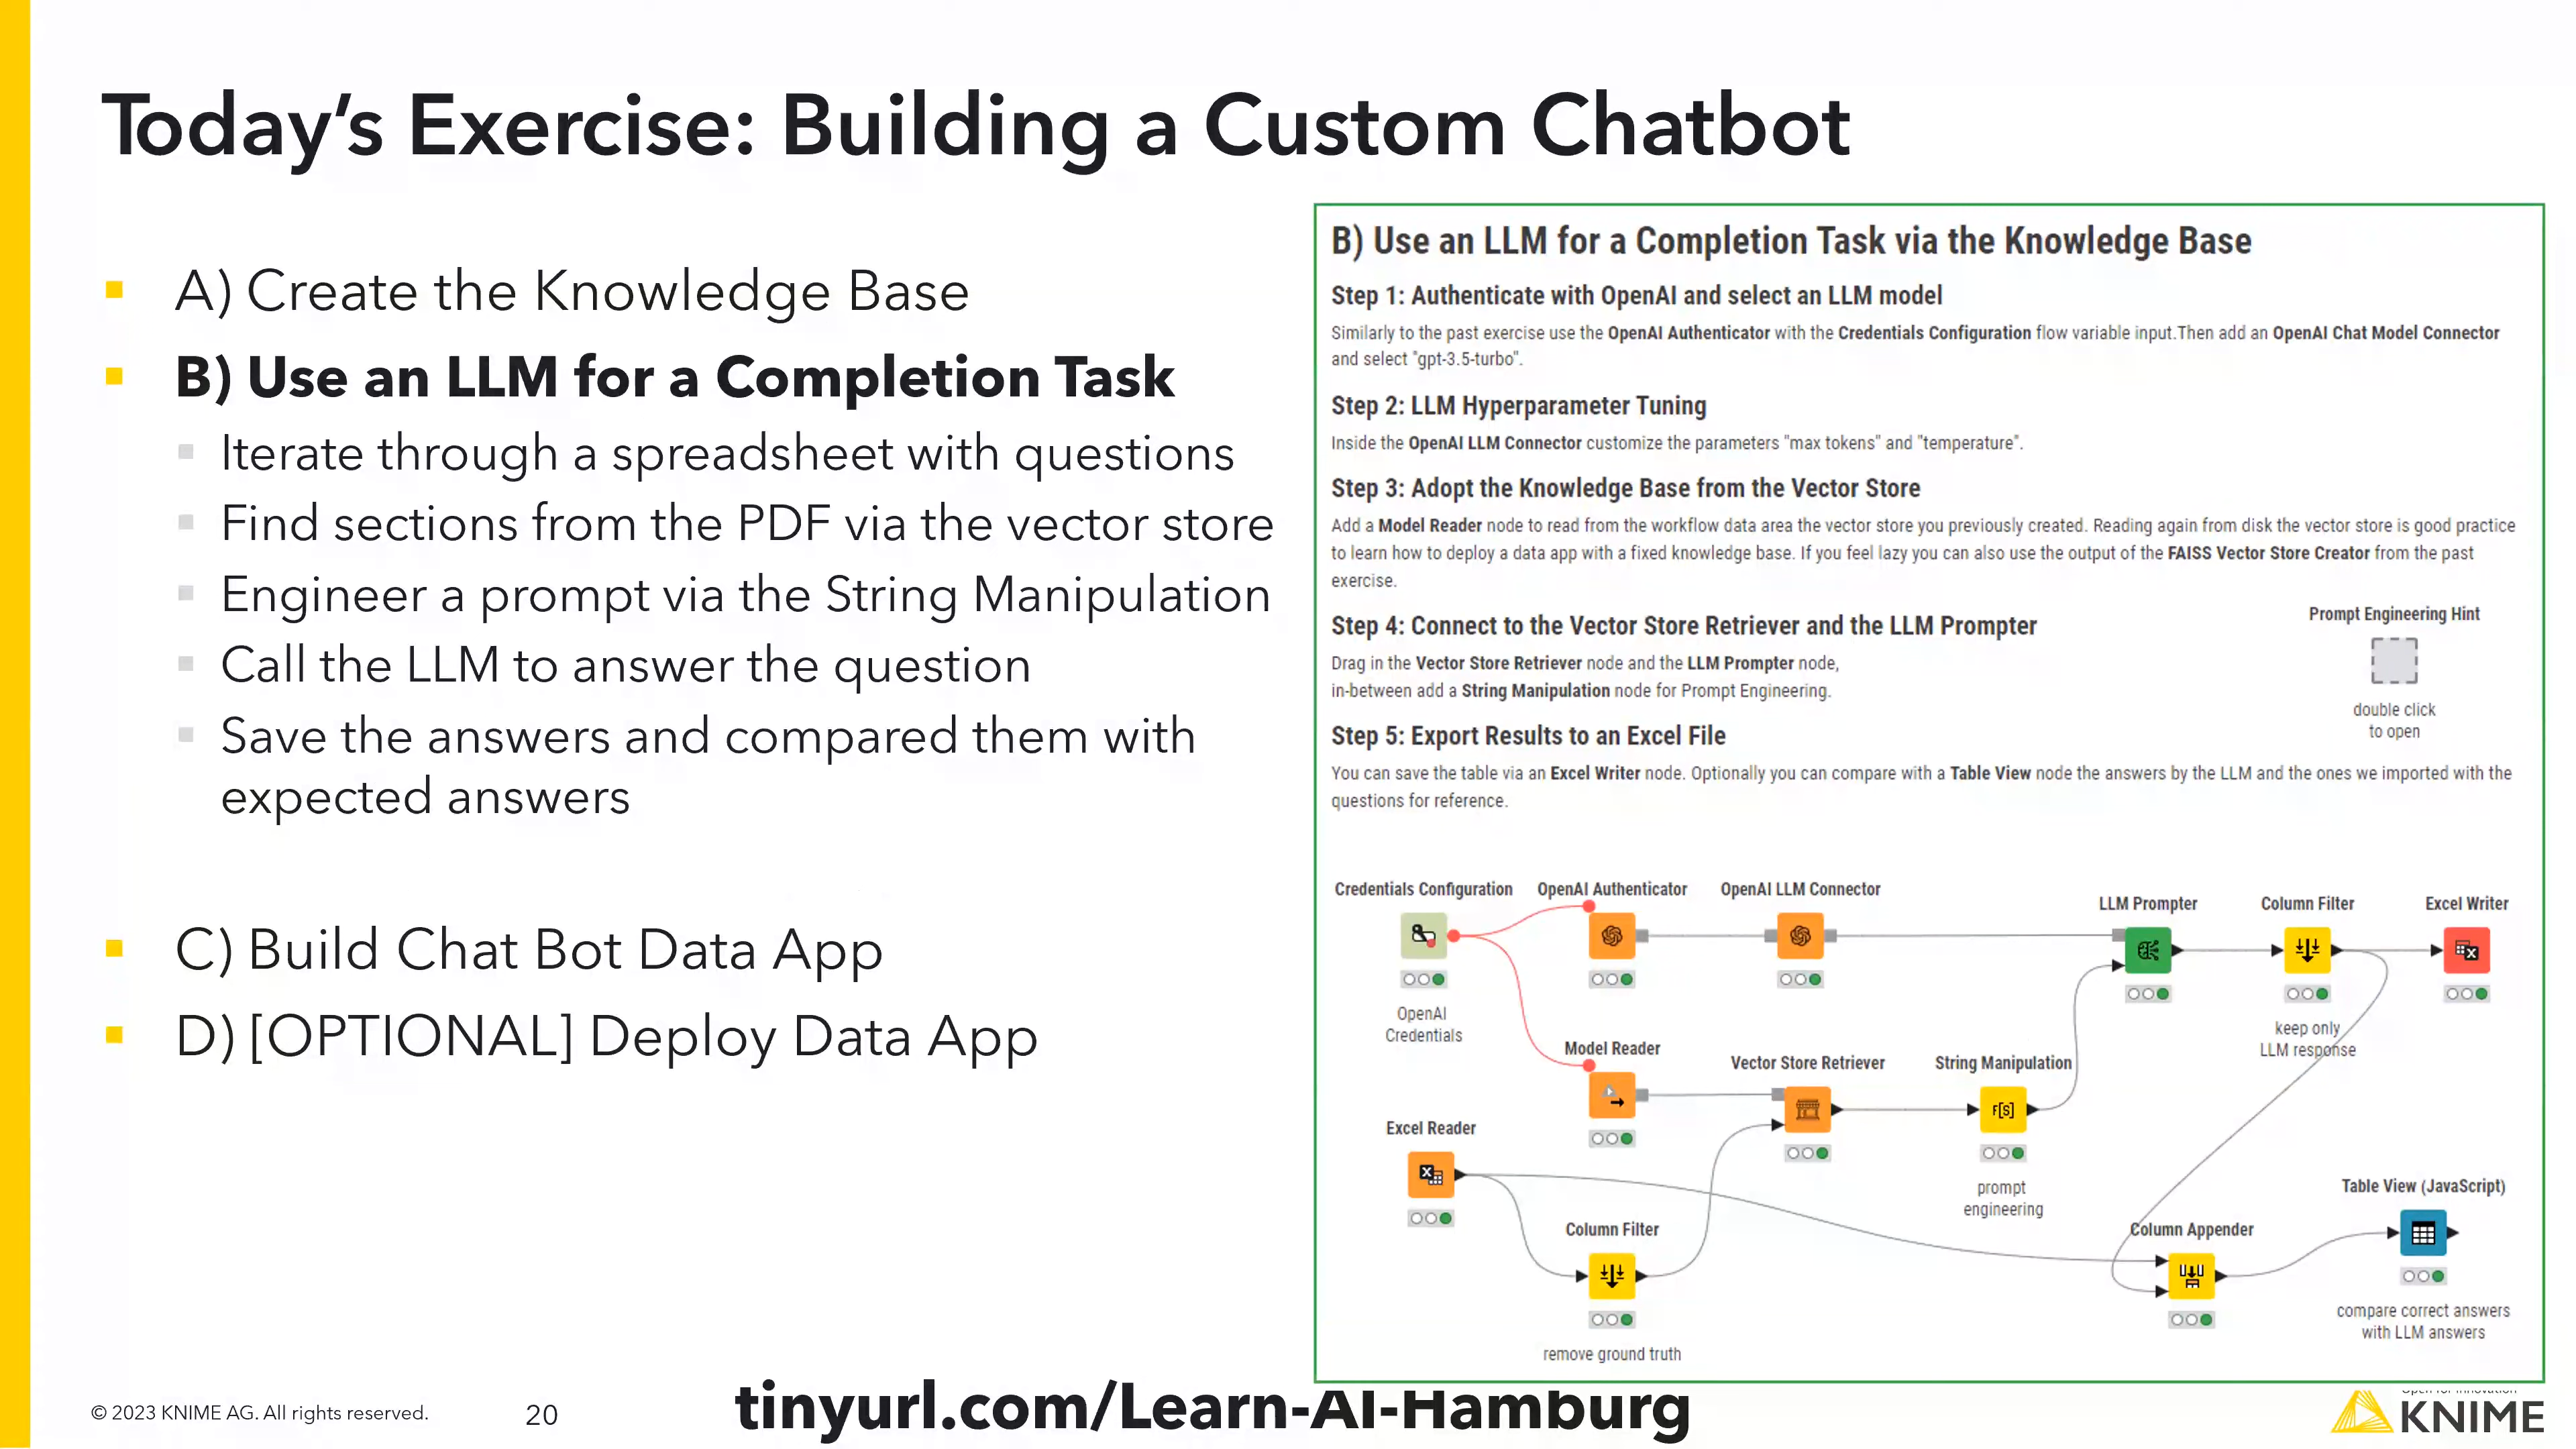 Today‘s Exercise: Building a Custom Chatbot
A) Create the Knowledge Base
B) Use an LLM for a Completion Task
Iterate through a spreadsheet with questions
Find sections from the PDF via the vector store
Engineer a prompt via the String Manipulation
Call the LLM to answer the question
Save the answers and compared them with
expected answers
C) Build Chat Bot Data App
D) [OPTIONAL] Deploy Data App
B) Use an LLM for a Completion Task via the Knowledge Base
Step 1: Authenticate with OpenAI and select an LLM model
Similarly to the past exercise use the OpenAI Authenticator with the Credentials Configuration flow variable input.Then add an OpenAI Chat Model Connector
and select "gpt-3.5-turbo".
Step 2: LLM Hyperparameter Tuning
Inside the OpenAI LLM Connector customize the parameters "max tokens" and "temperature".
Step 3: Adopt the Knowledge Base from the Vector Store
Add a Model Reader node to read from the workflow data area the vector store you previously created. Reading again from disk the vector store is good practice
to learn how to deploy a data app with a fixed knowledge base. If you feel lazy you can also use the output of the FAISS Vector Store Creator from the past
exercise.
Step 4: Connect to the Vector Store Retriever and the LLM Prompter
Drag in the Vector Store Retriever node and the LLM Prompter node,
in-between add a String Manipulation node for Prompt Engineering.
Prompt Engineering Hint
double click
to open
Step 5: Export Results to an Excel File
You can save the table via an Excel Writer node. Optionally you can compare with a Table View node the answers by the LLM and the ones we imported with the
questions for reference.
Credentials Configuration
OpenAI Authenticator
OpenAI LLM Connector
LLM Prompter
Column Filter
Excel Writer
OpenAI
Credentials
keep only
LLM response
Model Reader
Vector Store Retriever
String Manipulation
F[S]
Excel Reader
prompt
engineering
Column Filter
remove ground truth
Column Appender
Table View (JavaScript)
compare correct answers
with LLM answers
© 2023 KNIME AG. All rights reserved.
20
tinyurl.com/Learn-AI-Hamburg
KNIME